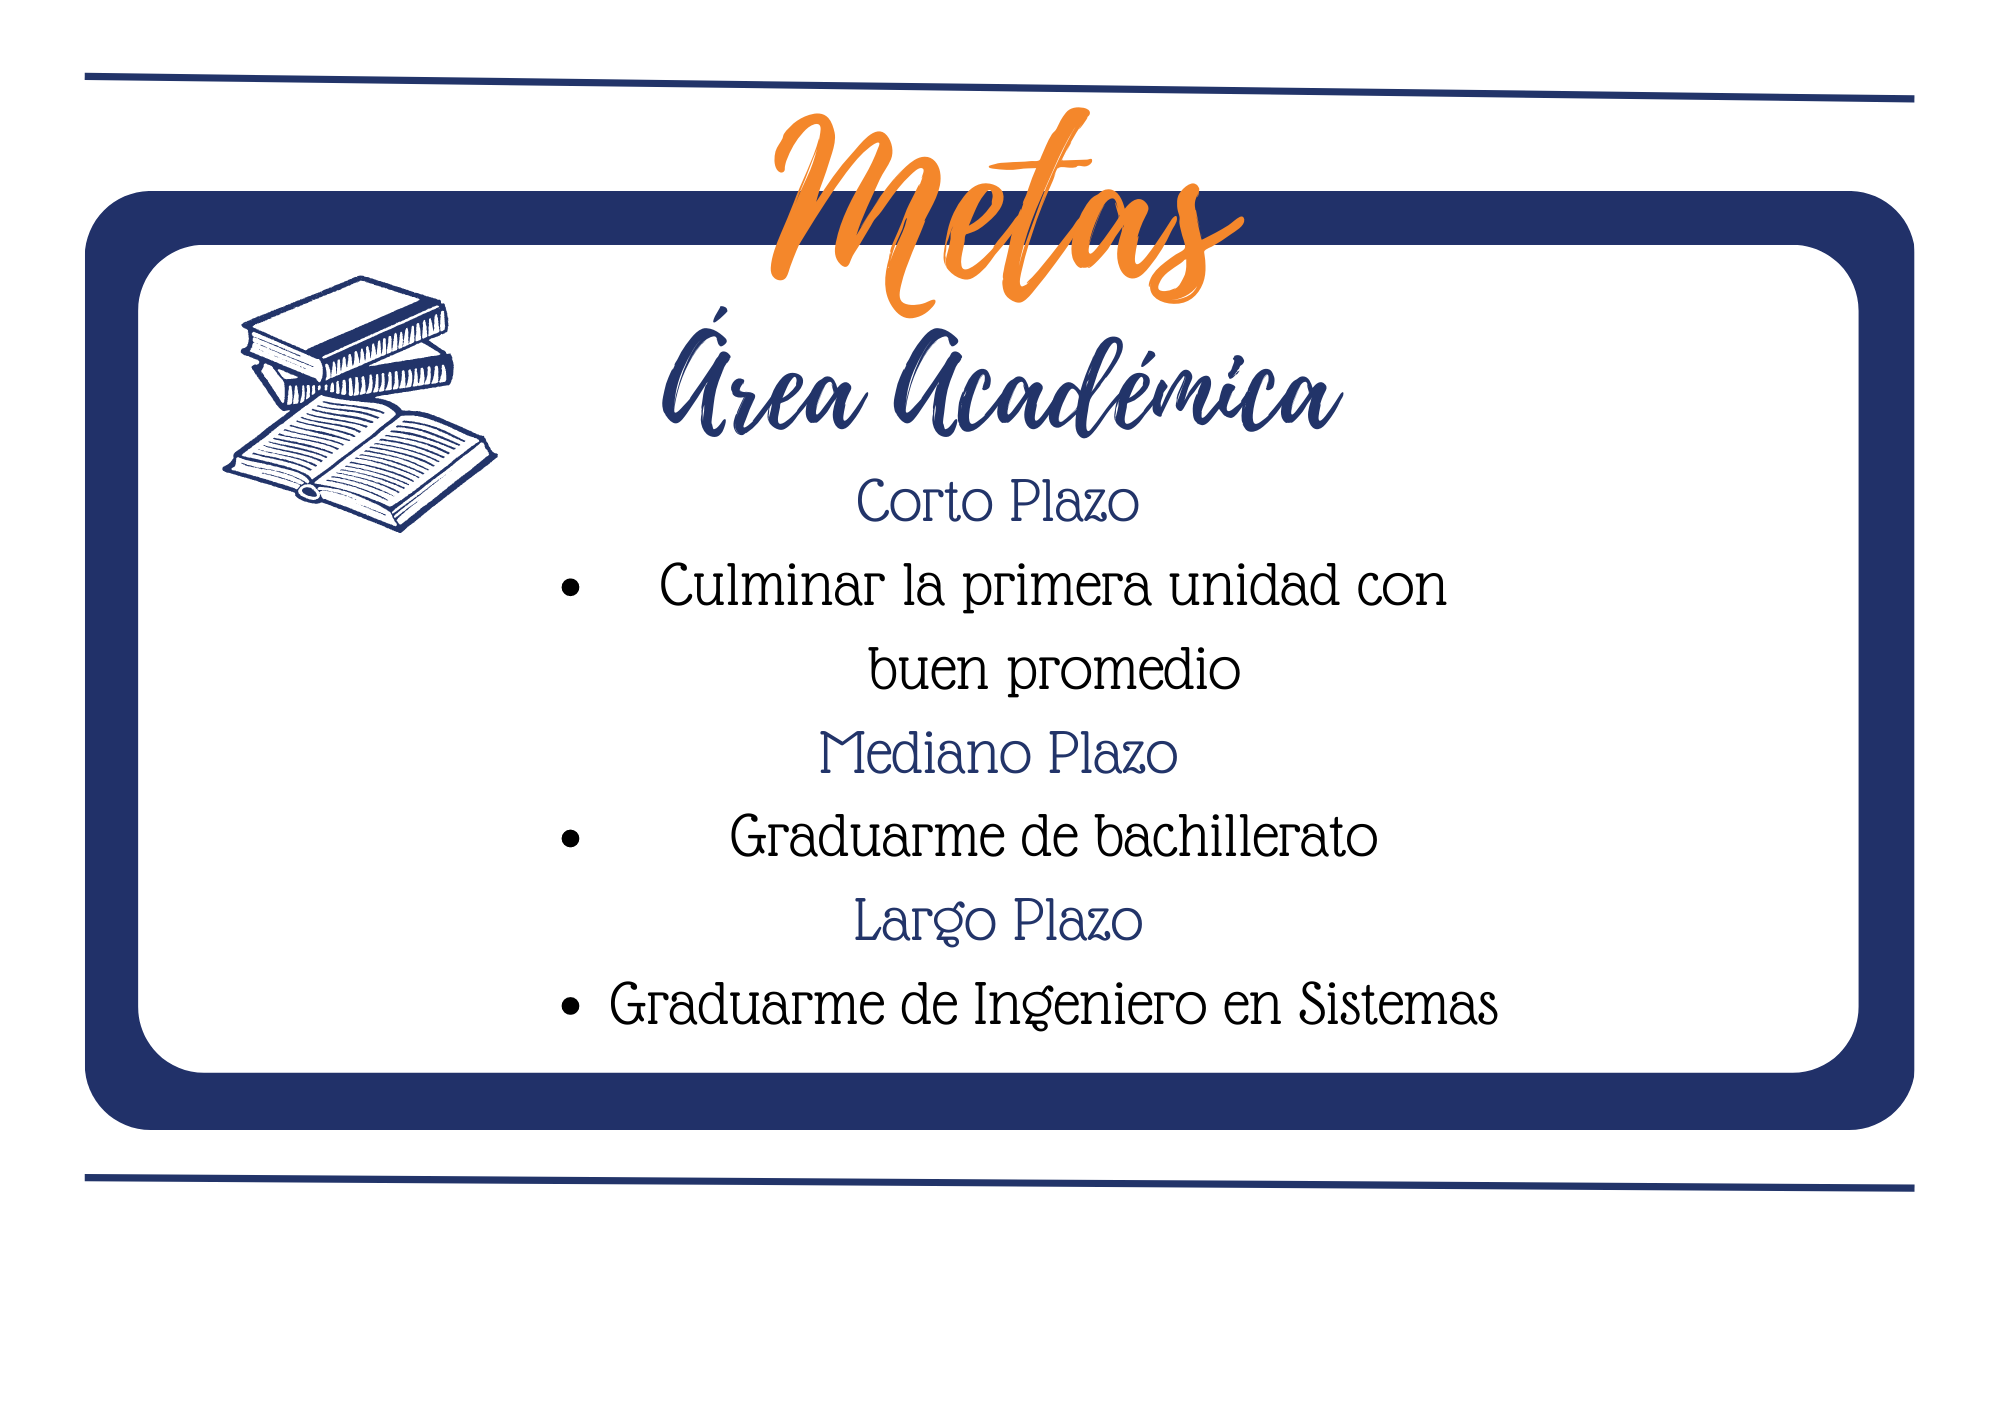 Metas
Área Académica
Corto Plazo
• Culminar la primera unidad con
buen promedio
Mediano Plazo
• Graduarme de bachillerato
Largo Plazo
• Graduarme de Ingeniero en Sistemas